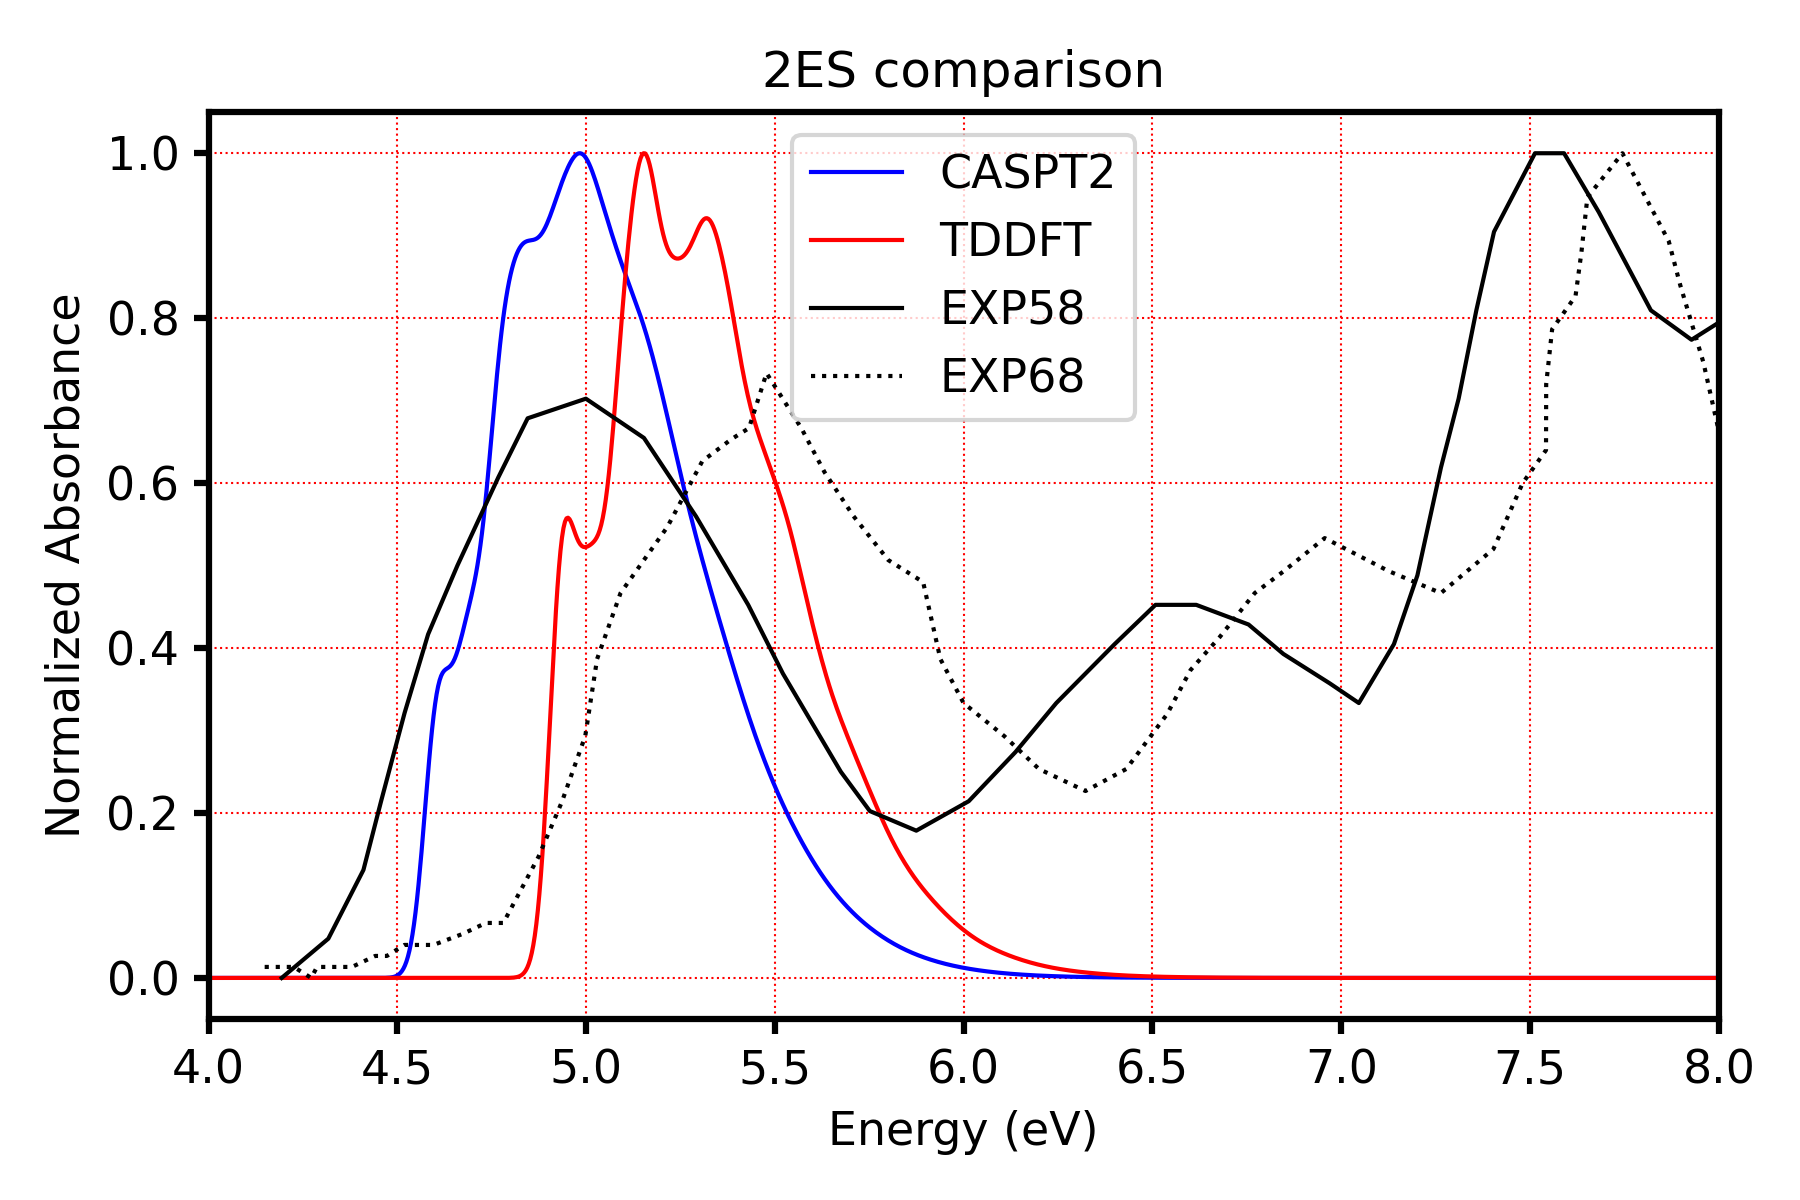 2ES comparison
CASPT2
TDDFT
EXP58
EXP68
Normalized Absorbance
1.0
0.8
0.6
0.4
0.2
0.0
4.0 4.5 5.0 5.5 6.0 6.5 7.0 7.5 8.0
Energy (eV)